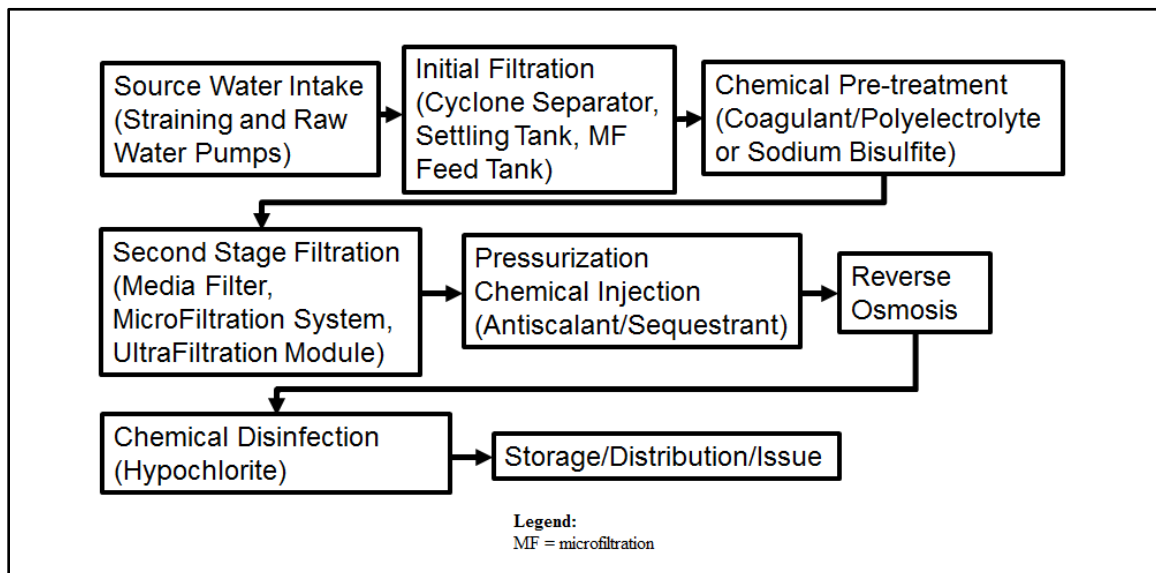 Source Water Intake
(Straining and Raw
Water Pumps)
Initial Filtration
(Cyclone Separator,
Settling Tank, MF
Feed Tank)
Chemical Pre-treatment
(Coagulant/Polyelectrolyte
or Sodium Bisulfite)
Second Stage Filtration
(Media Filter,
MicroFiltration System,
UltraFiltration Module)
Pressurization
Chemical Injection
(Antiscalant/Sequestrant)
Reverse
Osmosis
Chemical Disinfection
(Hypochlorite)
Storage/Distribution/Issue
Legend:
MF = microfiltration